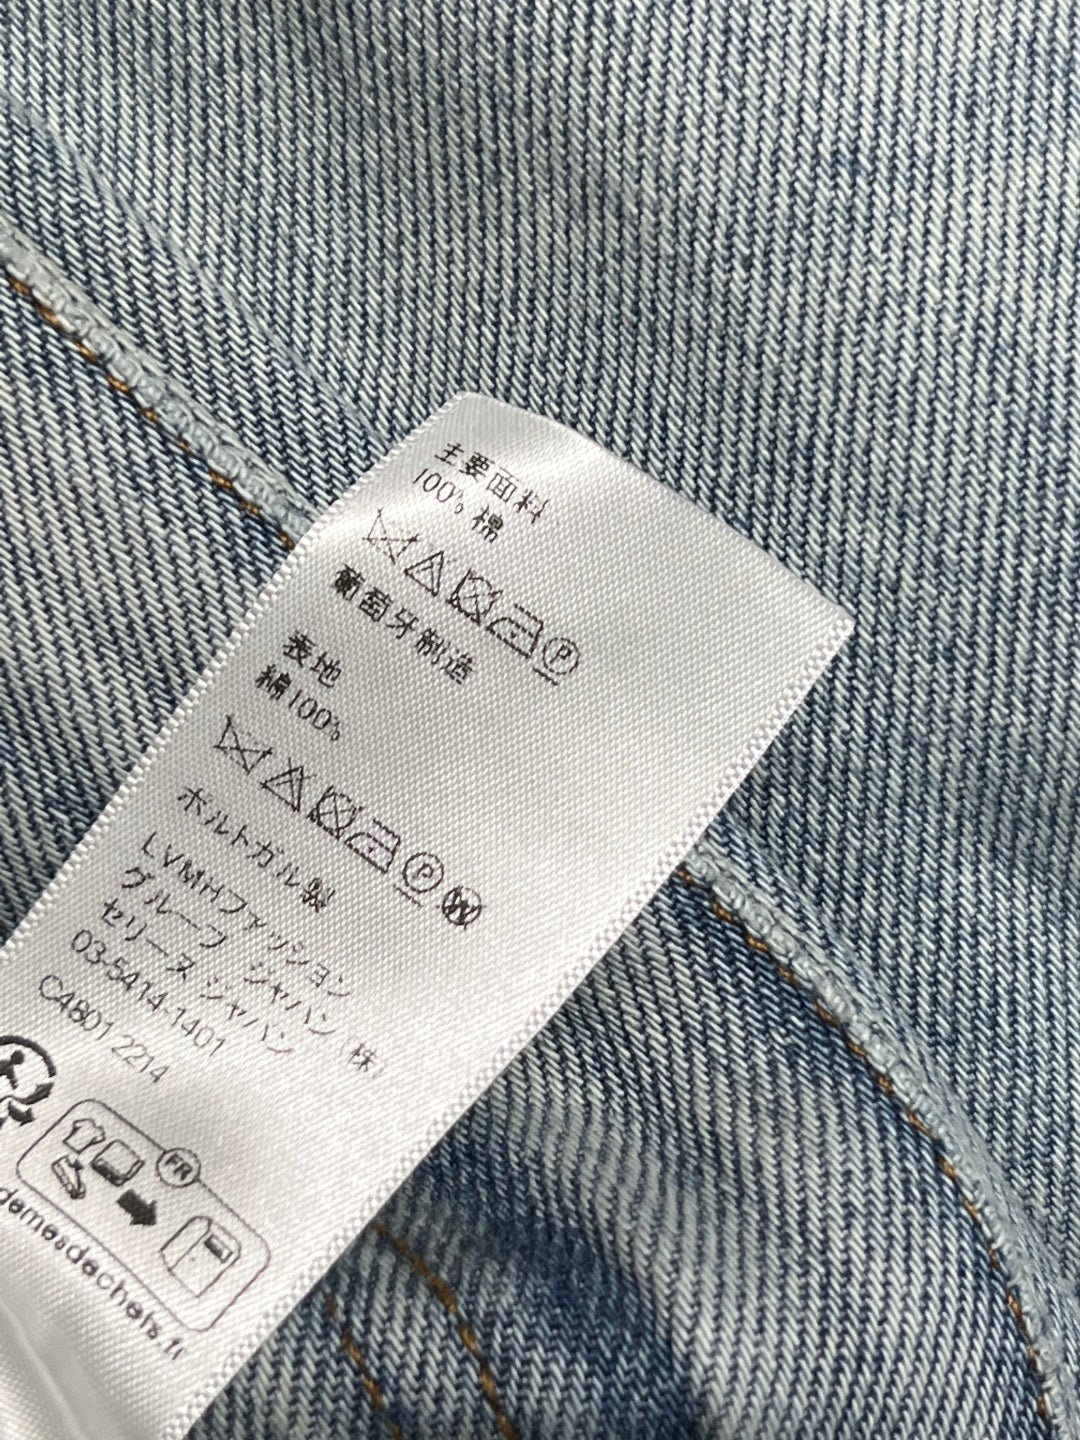 主要面料
100% 棉
葡萄牙制造
P
表地
綿100%
P W
ポルトガル製
LVMHファッション
グループ ジャパン (株)
セリーヌ ジャパン
03-5414-1401
C4801 2214
FR
demesdechets.fr